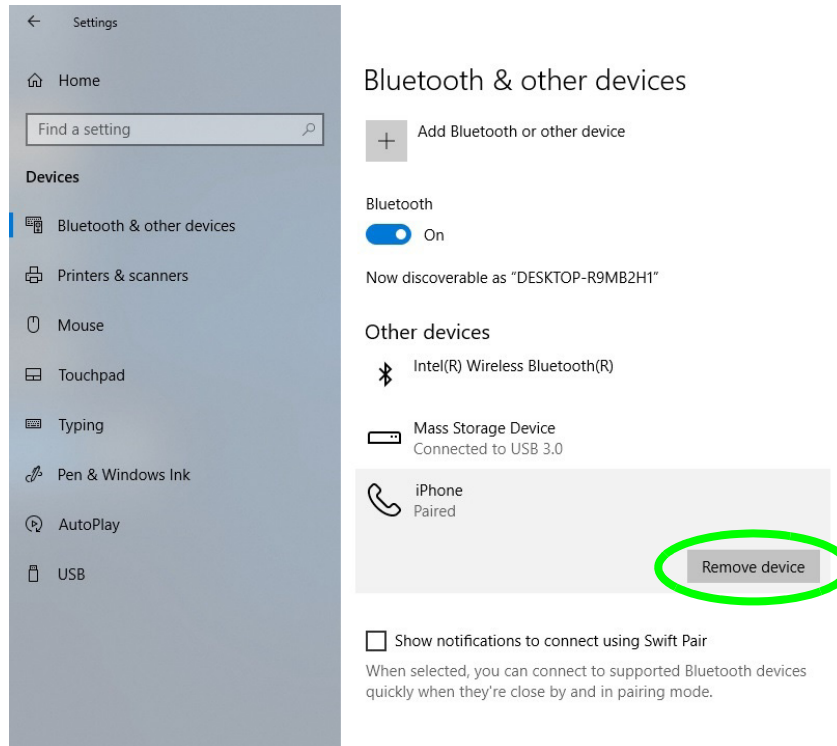 Settings
Home
Find a setting
Devices
Bluetooth & other devices
Printers & scanners
Mouse
Touchpad
Typing
Pen & Windows Ink
AutoPlay
USB
Bluetooth & other devices
Add Bluetooth or other device
Bluetooth
On
Now discoverable as “DESKTOP-R9MB2H1”
Other devices
Intel(R) Wireless Bluetooth(R)
Mass Storage Device
Connected to USB 3.0
iPhone
Paired
Remove device
Show notifications to connect using Swift Pair
When selected, you can connect to supported Bluetooth devices
quickly when they're close by and in pairing mode.